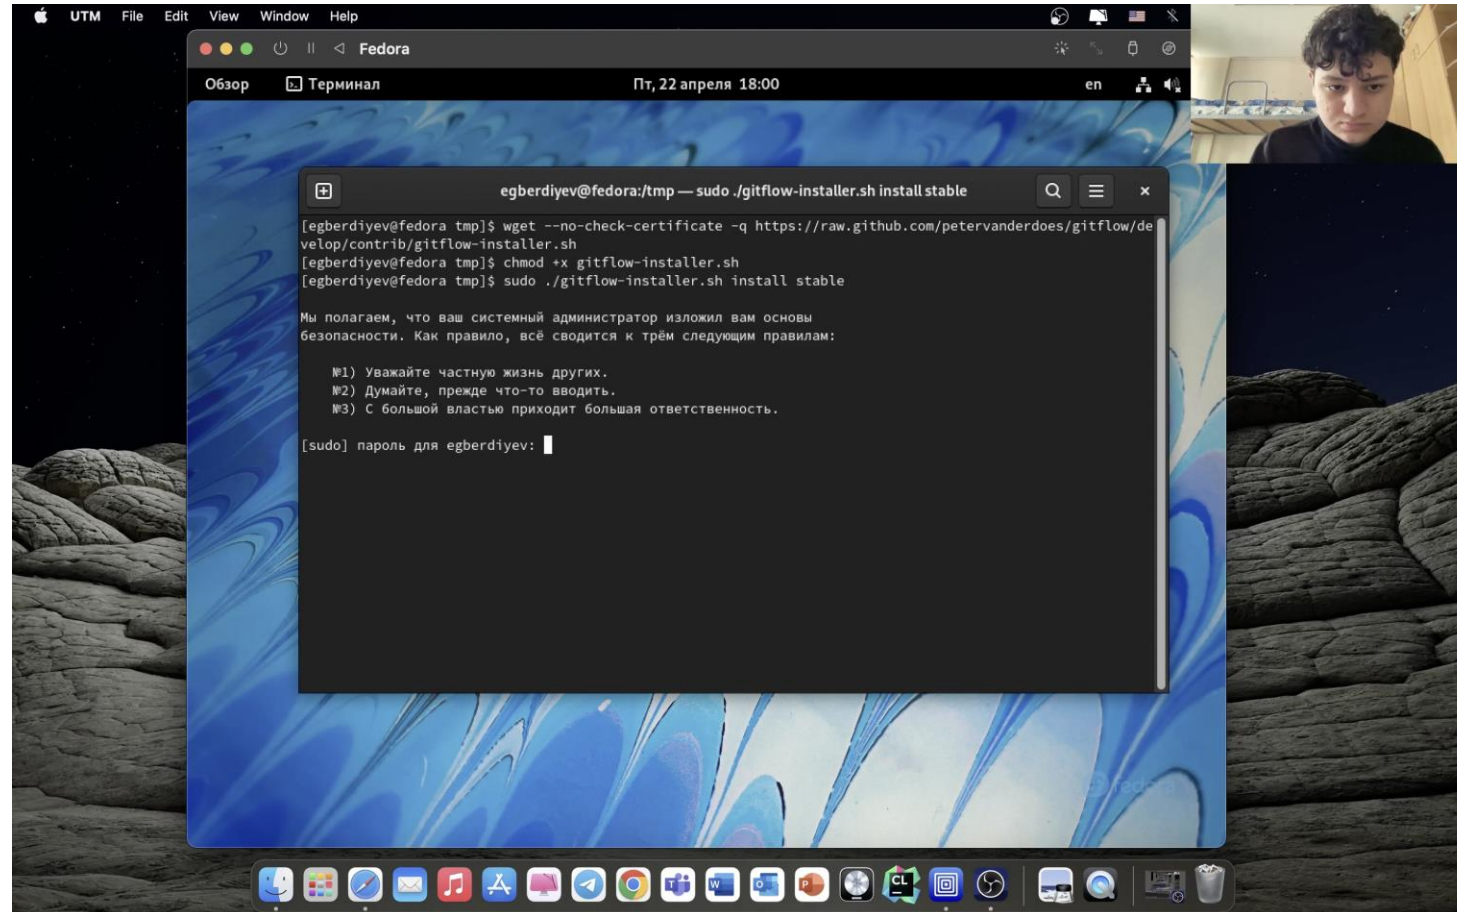 UTM File Edit View Window Help
Fedora
Обзор Терминал Пт, 22 апреля 18:00 en
egberdiyev@fedora:/tmp — sudo ./gitflow-installer.sh install stable
[egberdiyev@fedora tmp]$ wget --no-check-certificate -q https://raw.github.com/petervanderdoes/gitflow/de
velop/contrib/gitflow-installer.sh
[egberdiyev@fedora tmp]$ chmod +x gitflow-installer.sh
[egberdiyev@fedora tmp]$ sudo ./gitflow-installer.sh install stable
Мы полагаем, что ваш системный администратор изложил вам основы
безопасности. Как правило, всё сводится к трём следующим правилам:
№1) Уважайте частную жизнь других.
№2) Думайте, прежде что-то вводить.
№3) С большой властью приходит большая ответственность.
[sudo] пароль для egberdiyev:
fedora
CL